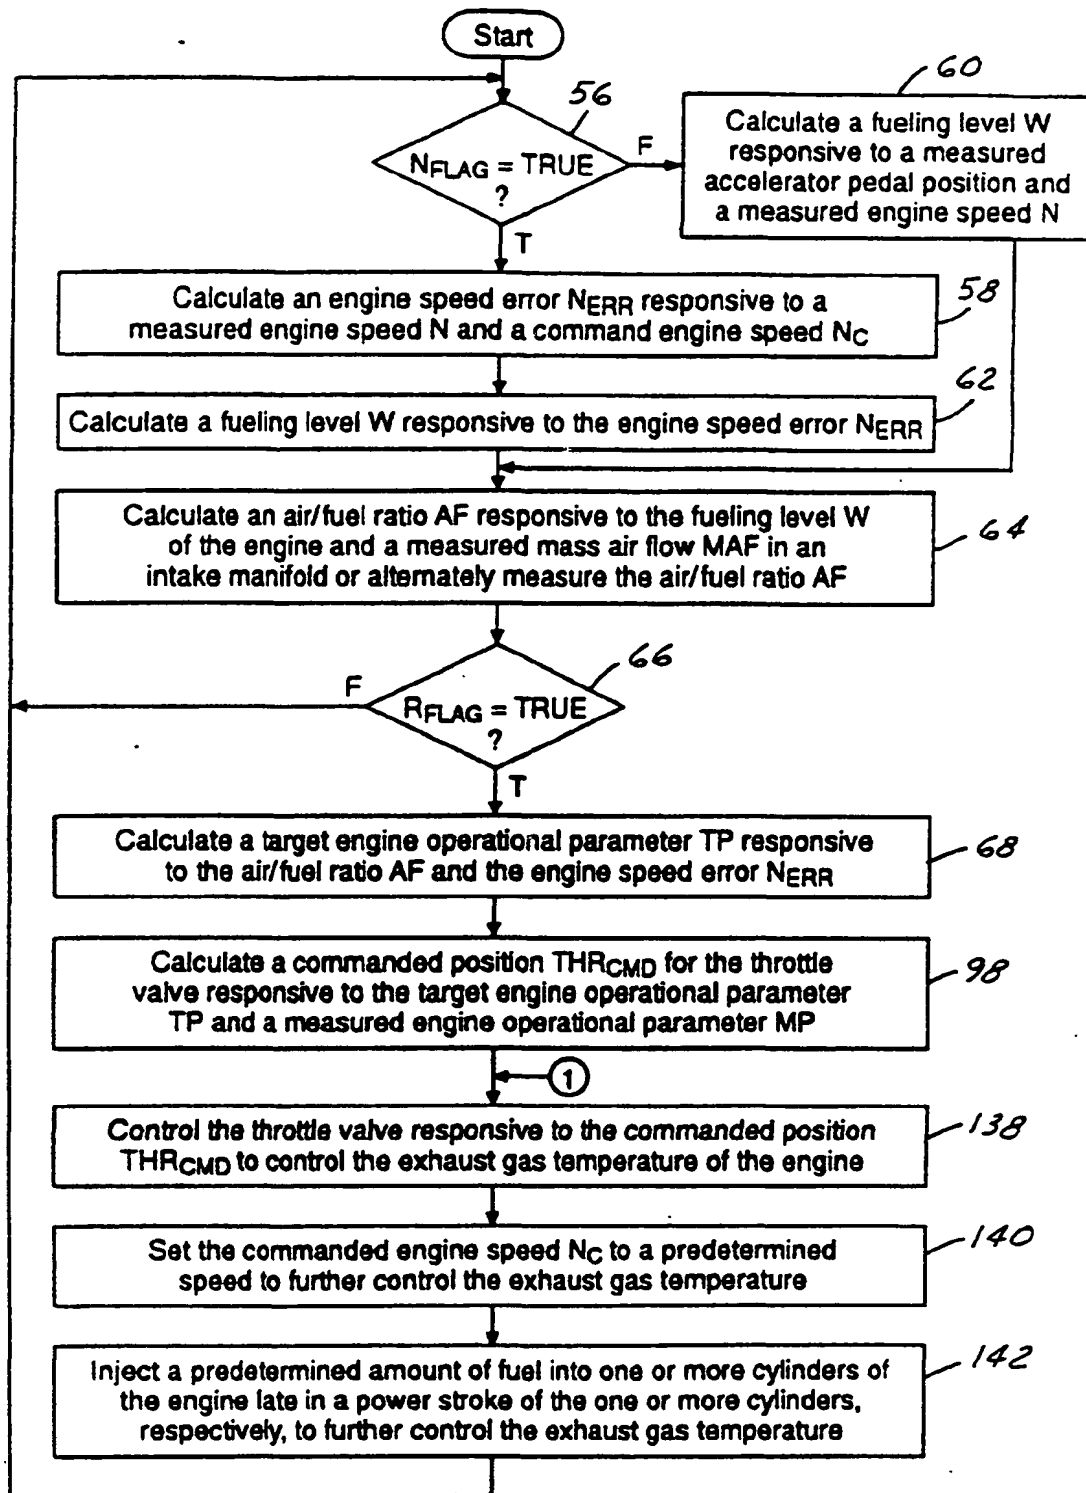 Start
56
60
NFLAG = TRUE
?
F
T
Calculate a fueling level W
responsive to a measured
accelerator pedal position and
a measured engine speed N
Calculate an engine speed error NERR responsive to a
measured engine speed N and a command engine speed NC
58
Calculate a fueling level W responsive to the engine speed error NERR
62
Calculate an air/fuel ratio AF responsive to the fueling level W
of the engine and a measured mass air flow MAF in an
intake manifold or alternately measure the air/fuel ratio AF
64
66
F
RFLAG = TRUE
?
T
Calculate a target engine operational parameter TP responsive
to the air/fuel ratio AF and the engine speed error NERR
68
Calculate a commanded position THRCMD for the throttle
valve responsive to the target engine operational parameter
TP and a measured engine operational parameter MP
98
1
Control the throttle valve responsive to the commanded position
THRCMD to control the exhaust gas temperature of the engine
138
Set the commanded engine speed NC to a predetermined
speed to further control the exhaust gas temperature
140
Inject a predetermined amount of fuel into one or more cylinders of
the engine late in a power stroke of the one or more cylinders,
respectively, to further control the exhaust gas temperature
142